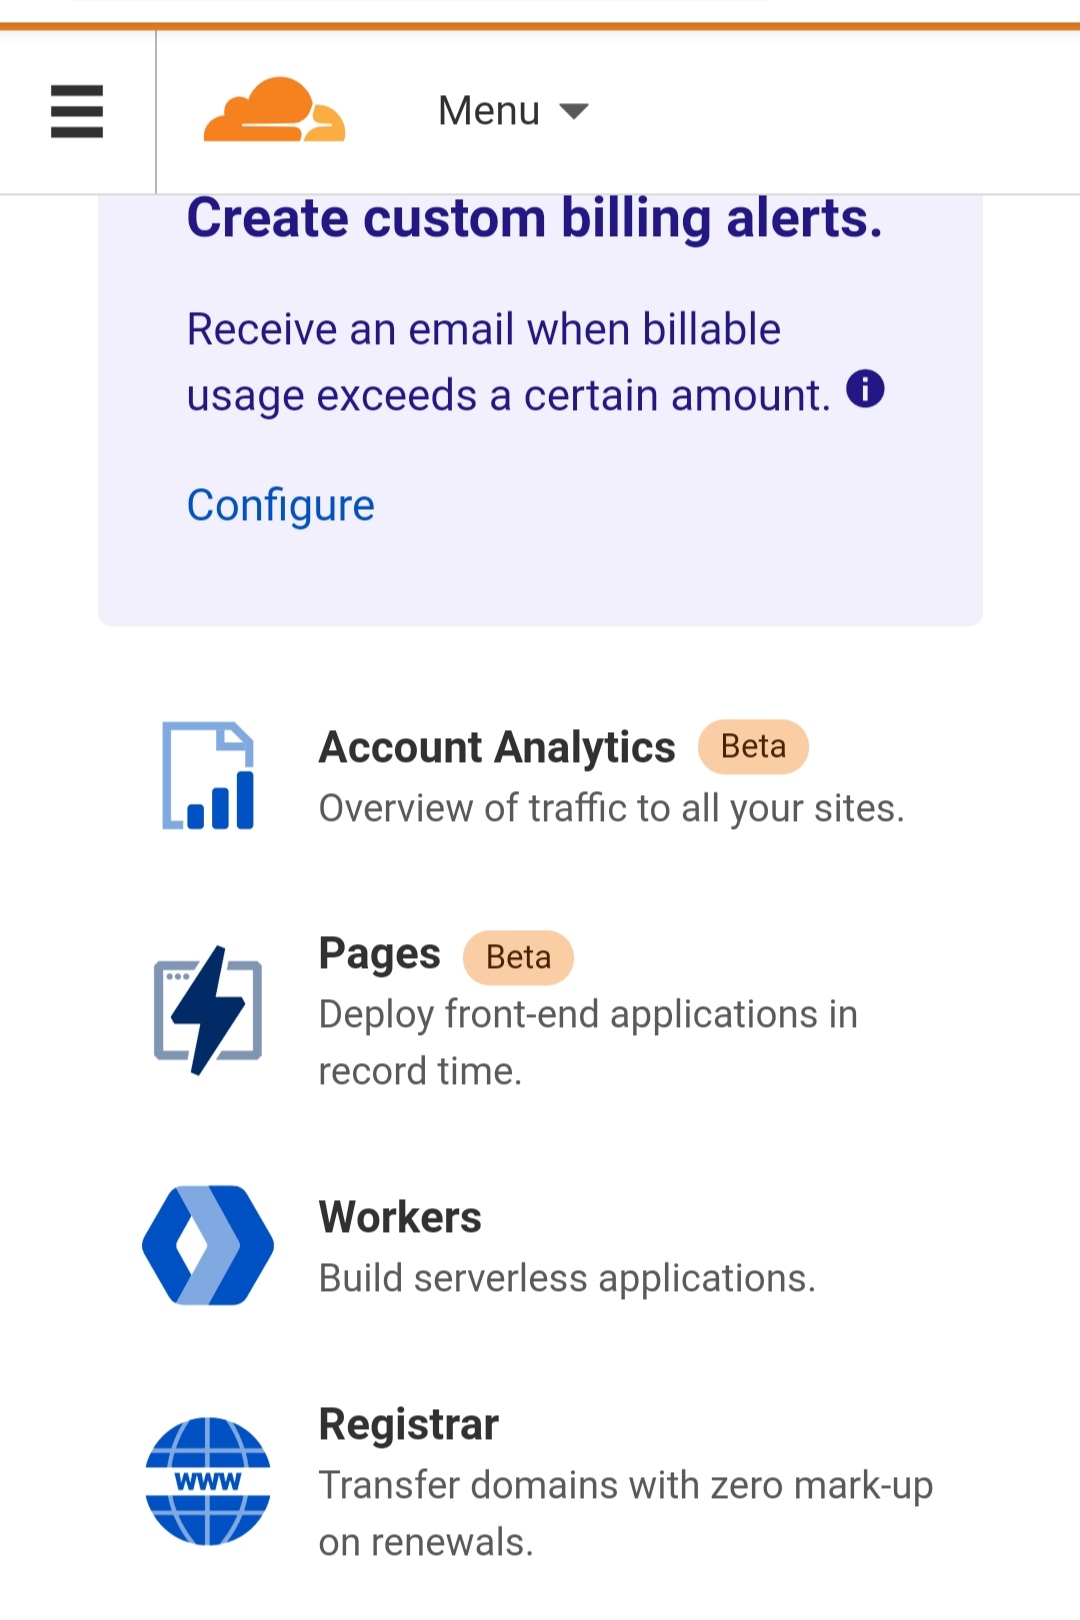 Menu
Create custom billing alerts.
Receive an email when billable
usage exceeds a certain amount.
Configure
Account Analytics Beta
Overview of traffic to all your sites.
Pages Beta
Deploy front-end applications in
record time.
Workers
Build serverless applications.
Registrar
www
Transfer domains with zero mark-up
on renewals.